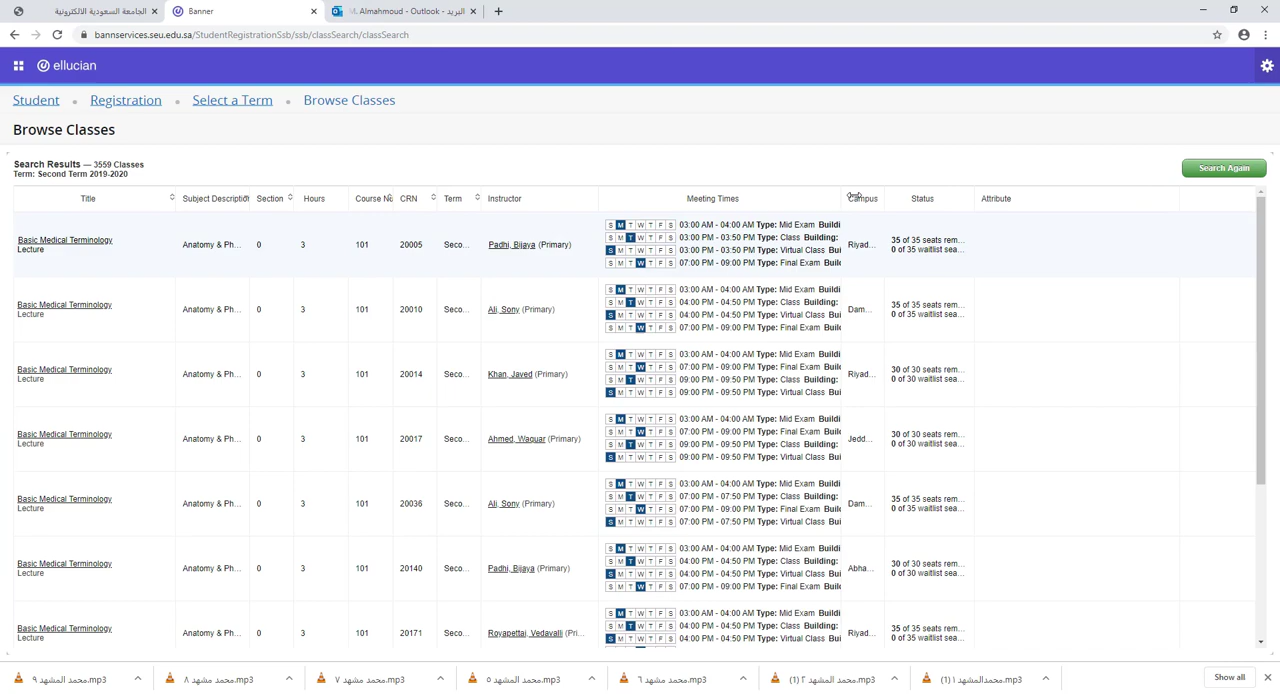 الجامعة السعودية الالكترونية
Banner
البريد - M. Almahmoud - Outlook
bannservices.seu.edu.sa/StudentRegistrationSsb/ssb/classSearch/classSearch
ellucian
Student • Registration • Select a Term • Browse Classes
Browse Classes
Search Results — 3559 Classes
Term: Second Term 2019-2020
Search Again
Title Subject Description Section Hours Course Nu CRN Term Instructor Meeting Times Campus Status Attribute
S M T W T F S 03:00 AM - 04:00 AM Type: Mid Exam Buildi
Basic Medical Terminology
Lecture
Anatomy & Ph... 0 3 101 20005 Seco... Padhi, Bijaya (Primary)
S M T W T F S 03:00 PM - 03:50 PM Type: Class Building:
S M T W T F S 03:00 PM - 03:50 PM Type: Virtual Class Bui
S M T W T F S 07:00 PM - 09:00 PM Type: Final Exam Build
Riyad...
35 of 35 seats rem...
0 of 35 waitlist sea...
S M T W T F S 03:00 AM - 04:00 AM Type: Mid Exam Buildi
Basic Medical Terminology
Lecture
Anatomy & Ph... 0 3 101 20010 Seco... Ali, Sony (Primary)
S M T W T F S 04:00 PM - 04:50 PM Type: Class Building:
S M T W T F S 04:00 PM - 04:50 PM Type: Virtual Class Bui
S M T W T F S 07:00 PM - 09:00 PM Type: Final Exam Build
Dam...
35 of 35 seats rem...
0 of 35 waitlist sea...
S M T W T F S 03:00 AM - 04:00 AM Type: Mid Exam Buildi
Basic Medical Terminology
Lecture
Anatomy & Ph... 0 3 101 20014 Seco... Khan, Javed (Primary)
S M T W T F S 07:00 PM - 09:00 PM Type: Final Exam Build
S M T W T F S 09:00 PM - 09:50 PM Type: Class Building:
S M T W T F S 09:00 PM - 09:50 PM Type: Virtual Class Bui
Riyad...
30 of 30 seats rem...
0 of 30 waitlist sea...
S M T W T F S 03:00 AM - 04:00 AM Type: Mid Exam Buildi
Basic Medical Terminology
Lecture
Anatomy & Ph... 0 3 101 20017 Seco... Ahmed, Waquar (Primary)
S M T W T F S 07:00 PM - 09:00 PM Type: Final Exam Build
S M T W T F S 09:00 PM - 09:50 PM Type: Class Building:
S M T W T F S 09:00 PM - 09:50 PM Type: Virtual Class Bui
Jedd...
30 of 30 seats rem...
0 of 30 waitlist sea...
S M T W T F S 03:00 AM - 04:00 AM Type: Mid Exam Buildi
Basic Medical Terminology
Lecture
Anatomy & Ph... 0 3 101 20036 Seco... Ali, Sony (Primary)
S M T W T F S 07:00 PM - 07:50 PM Type: Class Building:
S M T W T F S 07:00 PM - 09:00 PM Type: Final Exam Build
S M T W T F S 07:00 PM - 07:50 PM Type: Virtual Class Bui
Dam...
35 of 35 seats rem...
0 of 35 waitlist sea...
S M T W T F S 03:00 AM - 04:00 AM Type: Mid Exam Buildi
Basic Medical Terminology
Lecture
Anatomy & Ph... 0 3 101 20140 Seco... Padhi, Bijaya (Primary)
S M T W T F S 04:00 PM - 04:50 PM Type: Class Building:
S M T W T F S 04:00 PM - 04:50 PM Type: Virtual Class Bui
S M T W T F S 07:00 PM - 09:00 PM Type: Final Exam Build
Abha...
30 of 30 seats rem...
0 of 30 waitlist sea...
S M T W T F S 03:00 AM - 04:00 AM Type: Mid Exam Buildi
Basic Medical Terminology
Lecture
Anatomy & Ph... 0 3 101 20171 Seco... Royapettai, Vedavalli (Pri...
S M T W T F S 04:00 PM - 04:50 PM Type: Class Building:
S M T W T F S 04:00 PM - 04:50 PM Type: Virtual Class Bui
Riyad...
35 of 35 seats rem...
0 of 35 waitlist sea...
محمد المشهد ٩.mp3
محمد مشهد ٨.mp3
محمد مشهد ٧.mp3
محمد المشهد ٥.mp3
محمد مشهد ٦.mp3
محمد المشهد ٢ (1).mp3
محمدالمشهد ١ (1).mp3
Show all